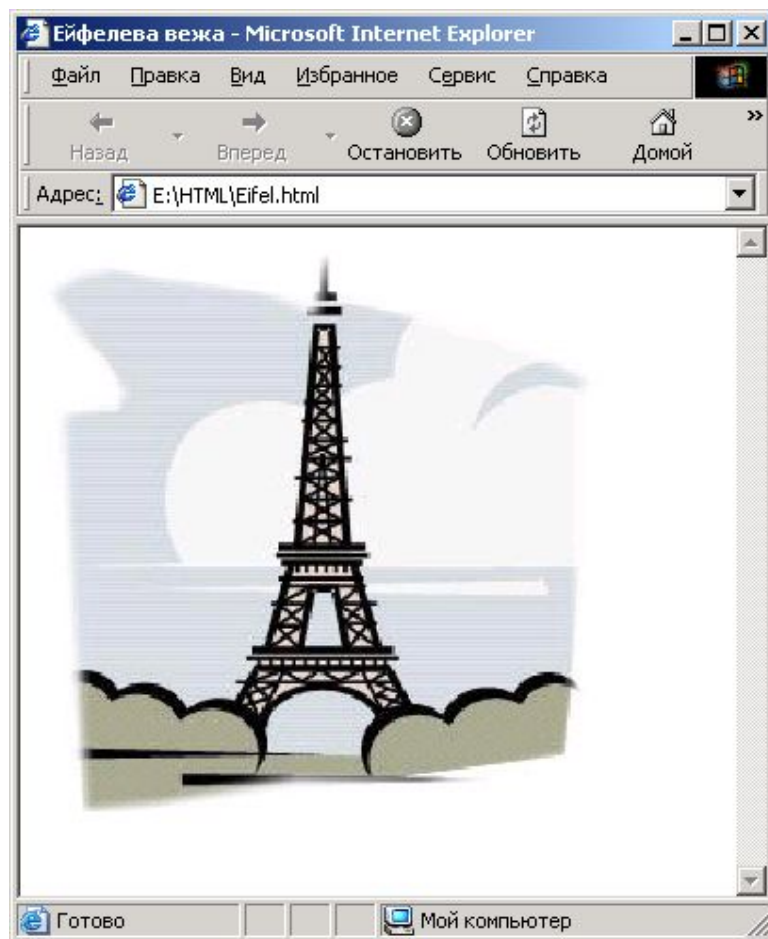 Ейфелева вежа - Microsoft Internet Explorer
Файл Правка Вид Избранное Сервис Справка
Назад Вперед Остановить Обновить Домой »
Адрес: E:\HTML\Eifel.html
Готово Мой компьютер